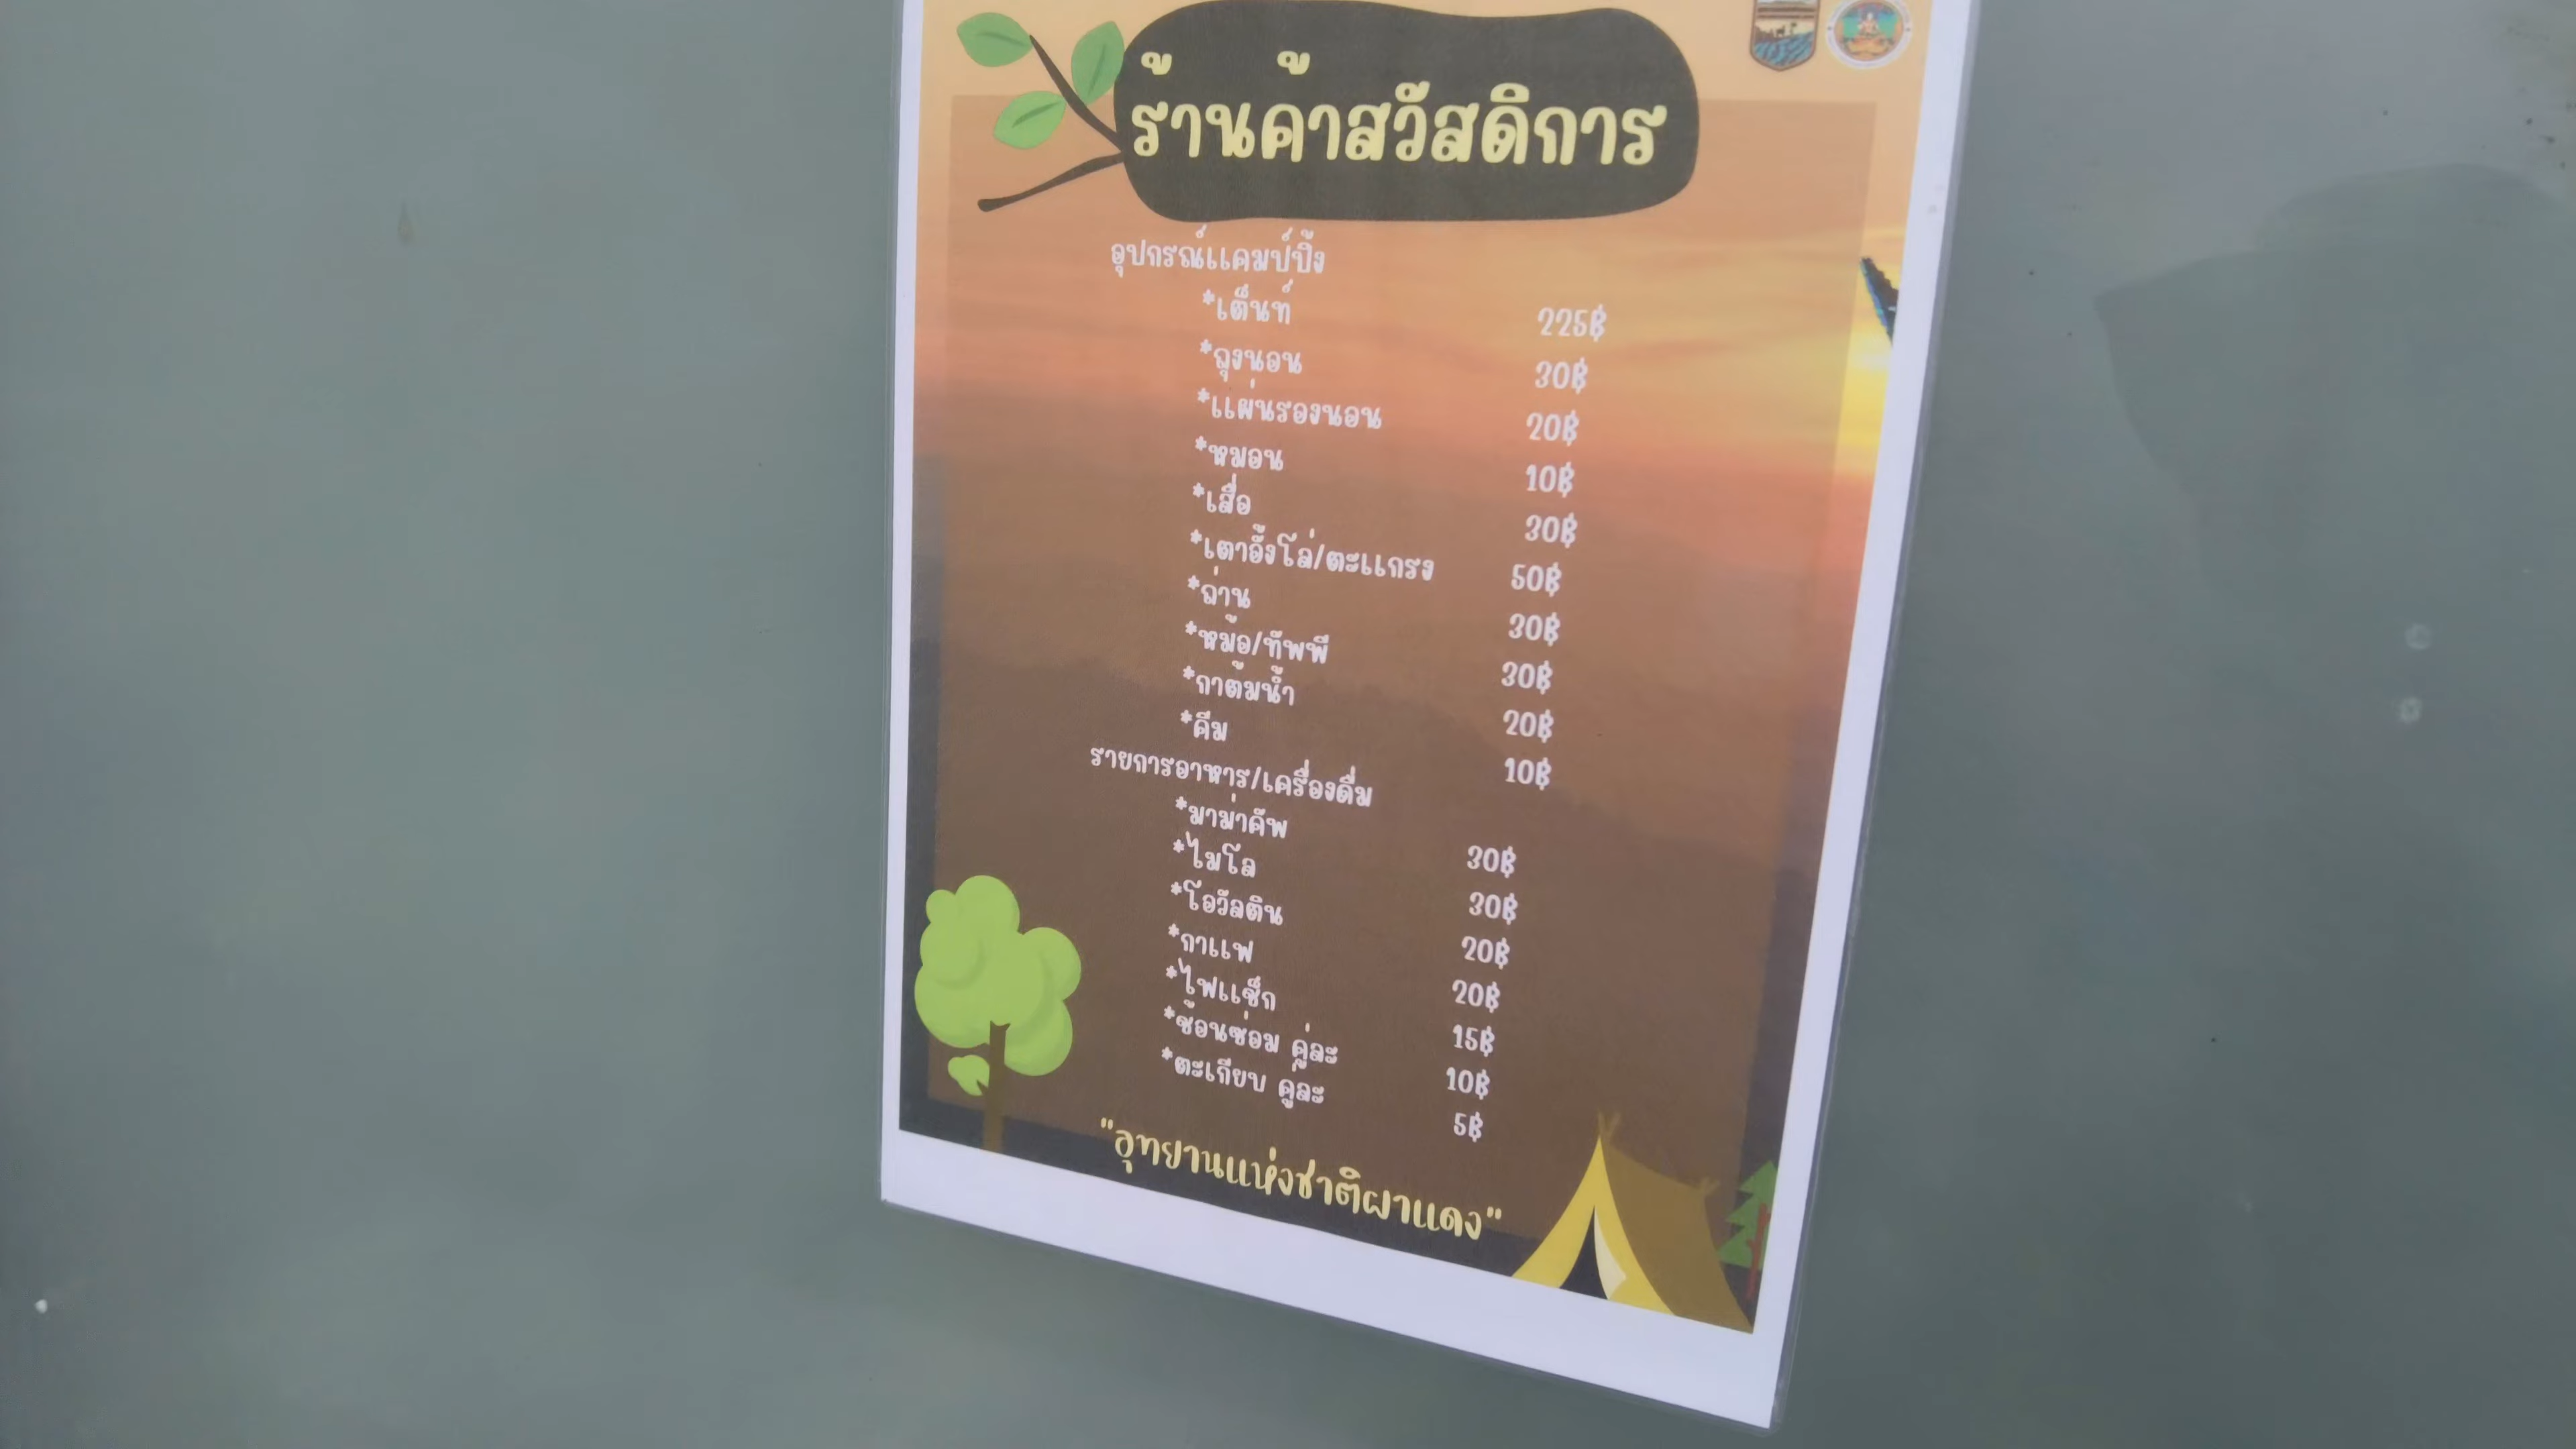 ร้านค้าสวัสดิการ
อุปกรณ์แคมป์ปิ้ง
*เต็นท์ 225฿
*ถุงนอน 30฿
*แผ่นรองนอน 20฿
*หมอน 10฿
*เสื่อ 30฿
*เตาอั้งโล่/ตะแกรง 50฿
*ถ่าน 30฿
*หม้อ/ทัพพี 30฿
*กาต้มน้ำ 20฿
*คีม 10฿
รายการอาหาร/เครื่องดื่ม
*มาม่าคัพ 30฿
*ไมโล 30฿
*โอวัลติน 20฿
*กาแฟ 20฿
*ไฟแช็ก 15฿
*ช้อนซ่อม คู่ละ 10฿
*ตะเกียบ คู่ละ 5฿
"อุทยานแห่งชาติผาแดง"